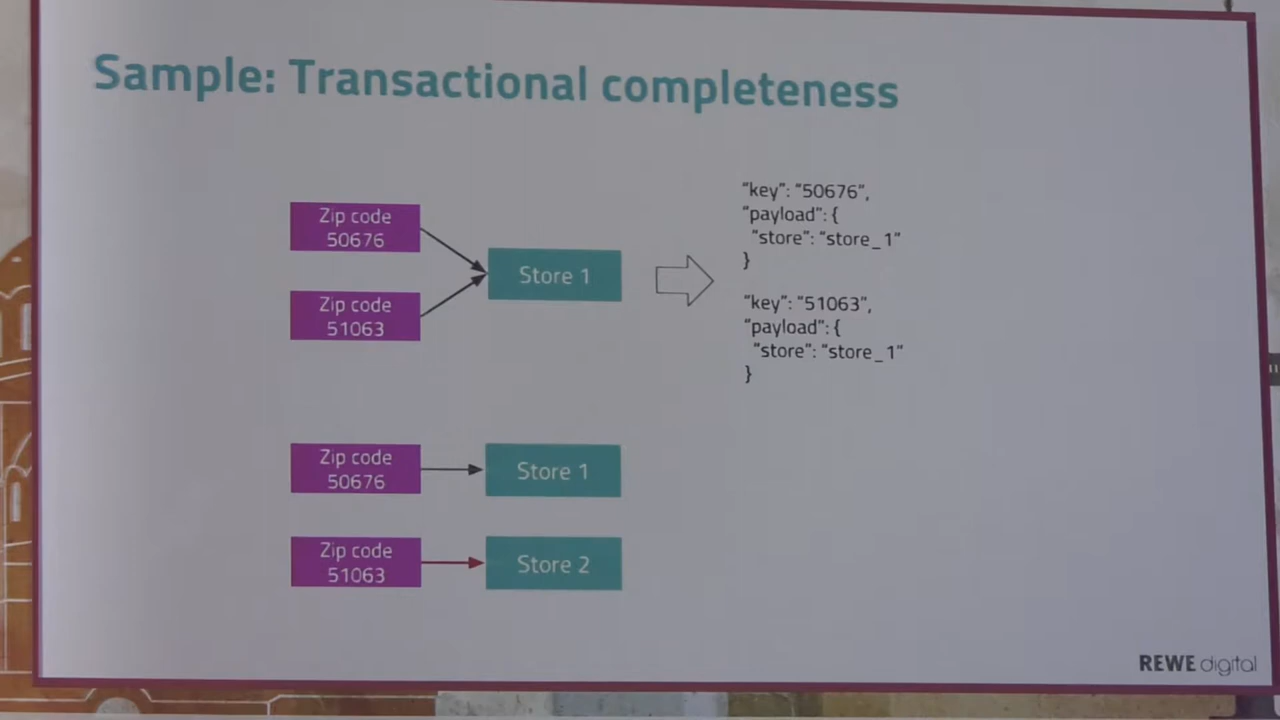 Sample: Transactional completeness
Zip code
50676
Zip code
51063
Store 1
"key": "50676",
"payload": {
"store": "store_1"
}
"key": "51063",
"payload": {
"store": "store_1"
}
Zip code
50676
Store 1
Zip code
51063
Store 2
REWE digital